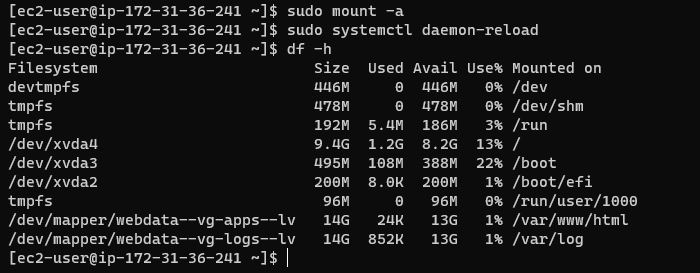 [ec2-user@ip-172-31-36-241 ~]$ sudo mount -a
[ec2-user@ip-172-31-36-241 ~]$ sudo systemctl daemon-reload
[ec2-user@ip-172-31-36-241 ~]$ df -h
Filesystem                       Size  Used Avail Use% Mounted on
devtmpfs                         446M     0  446M   0% /dev
tmpfs                            478M     0  478M   0% /dev/shm
tmpfs                            192M  5.4M  186M   3% /run
/dev/xvda4                       9.4G  1.2G  8.2G  13% /
/dev/xvda3                       495M  108M  388M  22% /boot
/dev/xvda2                       200M  8.0K  200M   1% /boot/efi
tmpfs                             96M     0   96M   0% /run/user/1000
/dev/mapper/webdata--vg-apps--lv   14G   24K   13G   1% /var/www/html
/dev/mapper/webdata--vg-logs--lv   14G  852K   13G   1% /var/log
[ec2-user@ip-172-31-36-241 ~]$